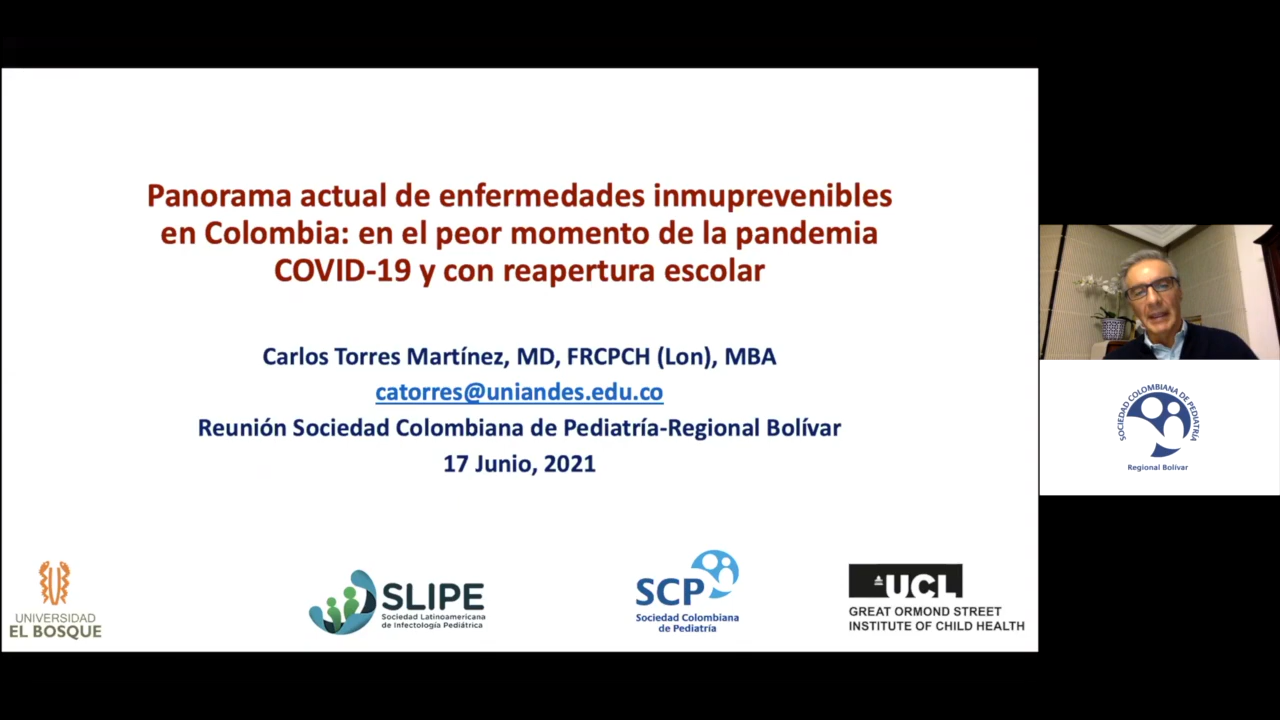 Panorama actual de enfermedades inmuprevenibles
en Colombia: en el peor momento de la pandemia
COVID-19 y con reapertura escolar
Carlos Torres Martínez, MD, FRCPCH (Lon), MBA
catorres@uniandes.edu.co
Reunión Sociedad Colombiana de Pediatría-Regional Bolívar
17 Junio, 2021
UNIVERSIDAD
EL BOSQUE
SLIPE
Sociedad Latinoamericana
de Infectología Pediátrica
SCP
Sociedad Colombiana
de Pediatría
UCL
GREAT ORMOND STREET
INSTITUTE OF CHILD HEALTH
SOCIEDAD COLOMBIANA DE PEDIATRÍA
Regional Bolívar